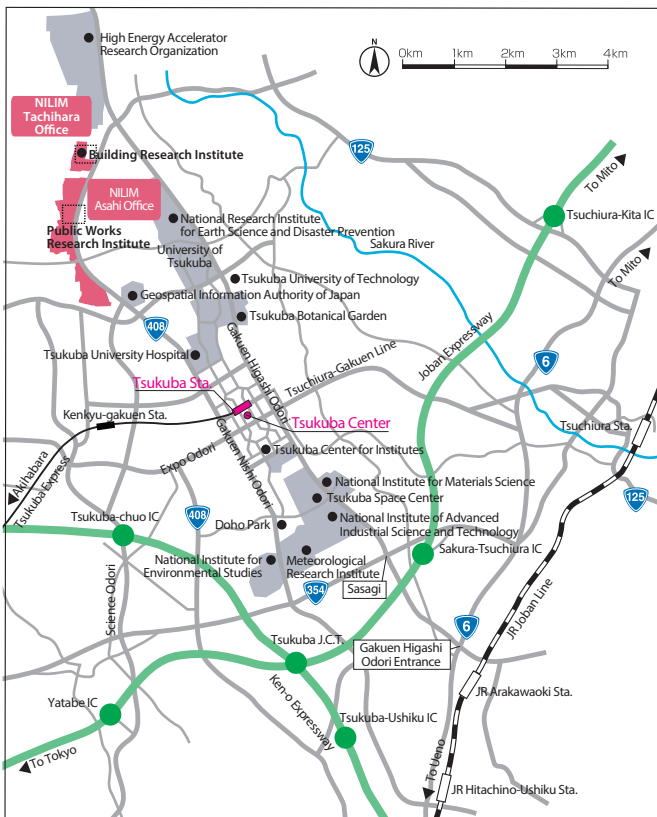 High Energy Accelerator
Research Organization
N
0km 1km 2km 3km 4km
NILIM
Tachihara
Office
Building Research Institute
125
To Mito
NILIM
Asahi Office
Tsuchiura-Kita IC
National Research Institute
for Earth Science and Disaster Prevention
Public Works
Research Institute
Sakura River
University of
Tsukuba
To Mito
Tsukuba University of Technology
Geospatial Information Authority of Japan
Tsukuba Botanical Garden
408
Joban Expressway
Gakuen Higashi Odori
Tsuchiura-Gakuen Line
Tsukuba University Hospital
6
Tsukuba Sta.
Kenkyu-gakuen Sta.
Tsukuba Center
Tsuchiura Sta.
Gakuen Nishi Odori
Expo Odori
Tsukuba Center for Institutes
Akihabara
Tsukuba Express
National Institute for Materials Science
Tsukuba Space Center
125
Tsukuba-chuo IC
408
Doho Park
National Institute of Advanced
Industrial Science and Technology
National Institute for
Environmental Studies
Meteorological
Research Institute
Sakura-Tsuchiura IC
Sasagi
354
Science Odori
JR Joban Line
6
Tsukuba J.C.T.
Gakuen Higashi
Odori Entrance
Ken-o Expressway
JR Arakawaoki Sta.
Yatabe IC
Tsukuba-Ushiku IC
To Tokyo
To Ueno
JR Hitachino-Ushiku Sta.